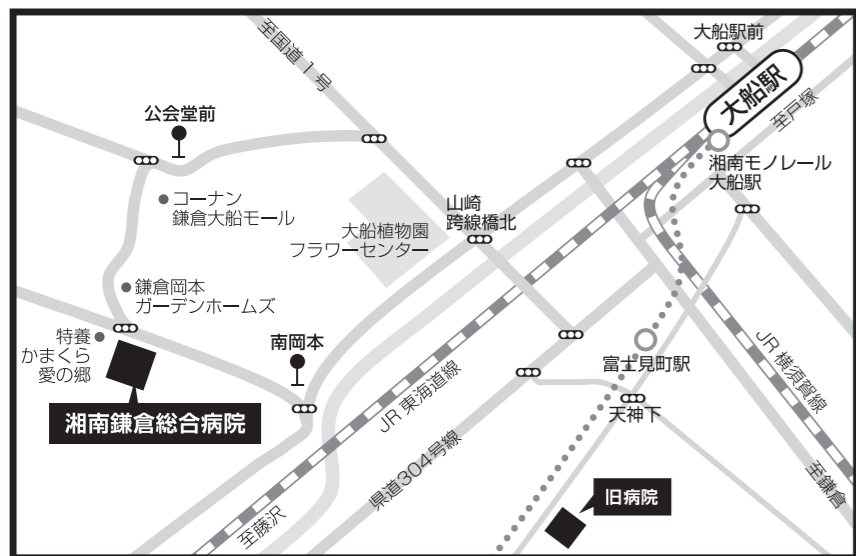 至国道1号
大船駅前
大船駅
至戸塚
公会堂前
湘南モノレール
大船駅
コーナン
鎌倉大船モール
山崎
跨線橋北
大船植物園
フラワーセンター
鎌倉岡本
ガーデンホームズ
特養
かまくら
愛の郷
南岡本
富士見町駅
JR東海道線
JR横須賀線
湘南鎌倉総合病院
天神下
県道304号線
至鎌倉
旧病院
至藤沢